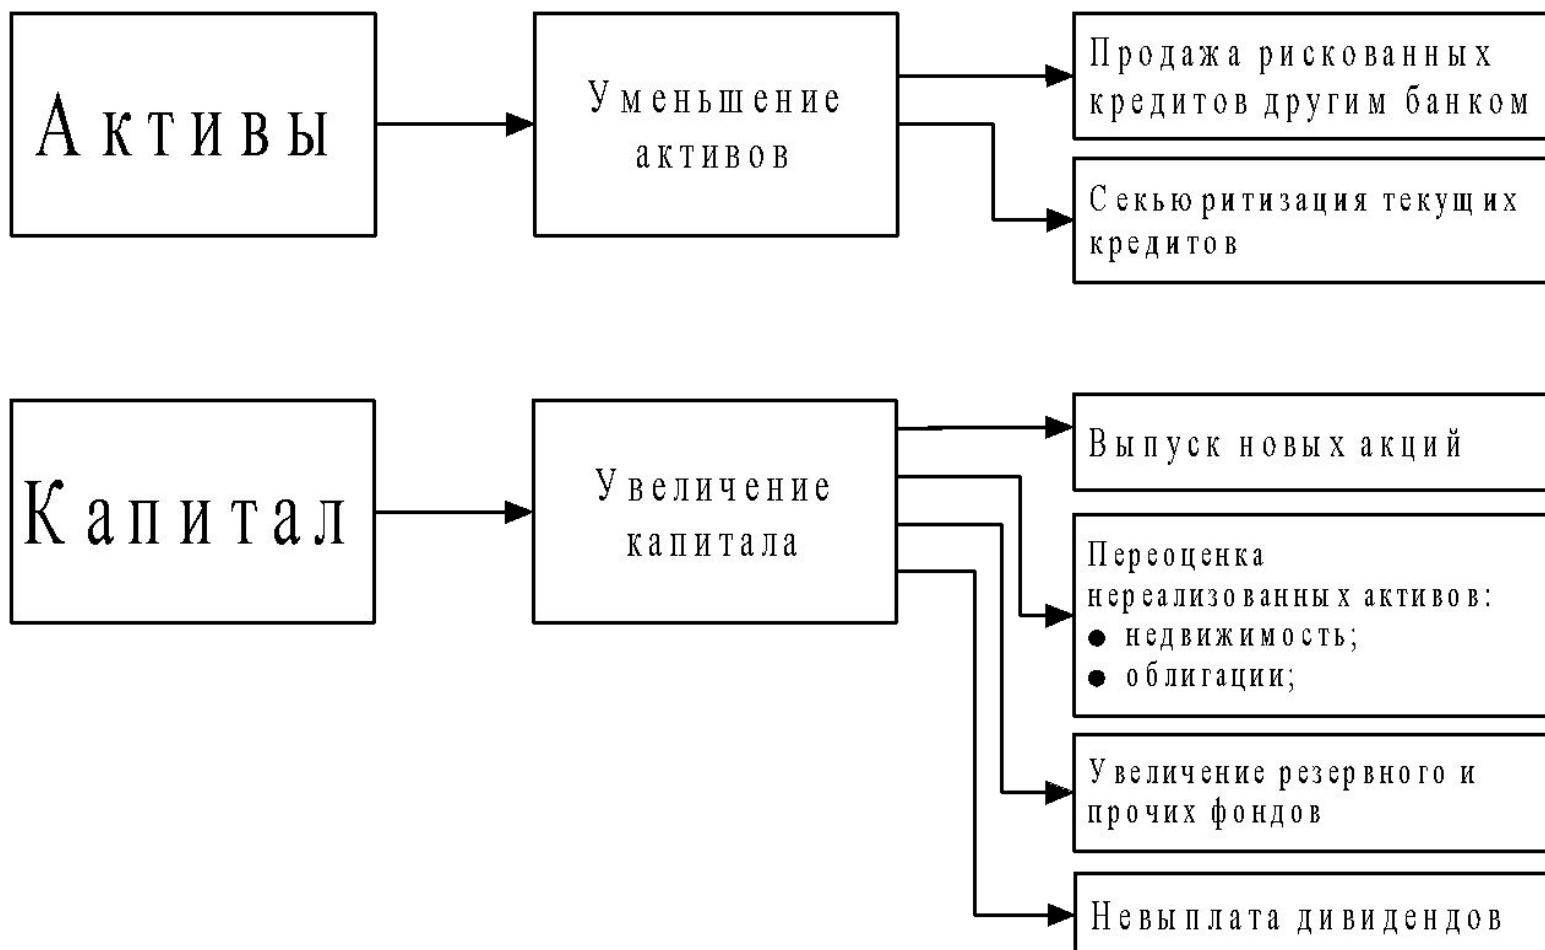 Активы
Уменьшение
активов
Продажа рискованных
кредитов другим банком
Секьюритизация текущих
кредитов
Капитал
Увеличение
капитала
Выпуск новых акций
Переоценка
нереализованных активов:
● недвижимость;
● облигации;
Увеличение резервного и
прочих фондов
Невыплата дивидендов